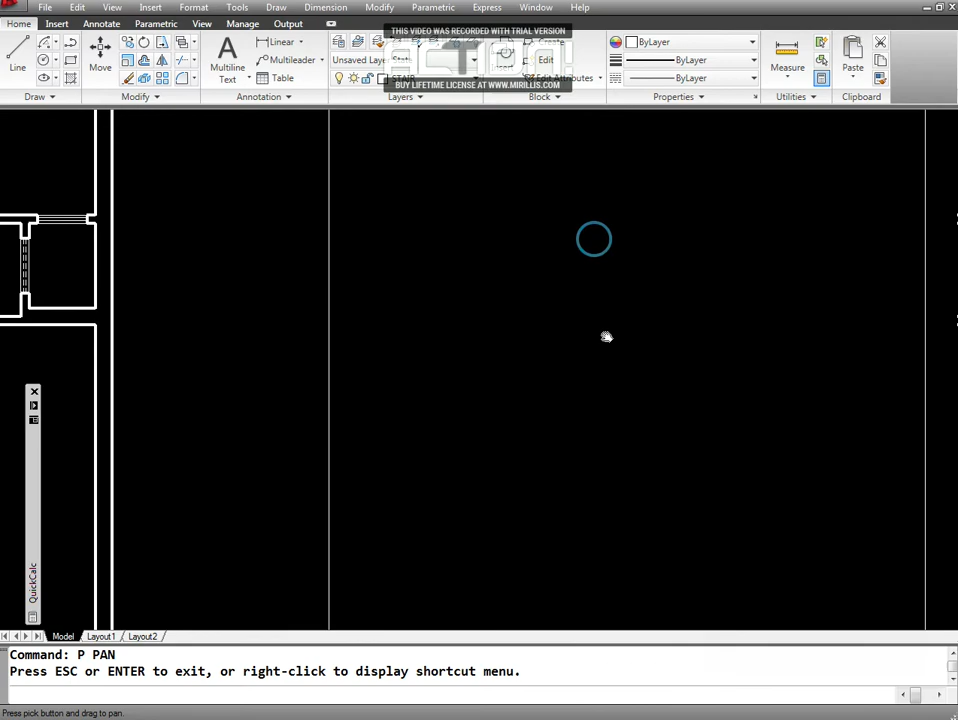 File Edit View Insert Format Tools Draw Dimension Modify Parametric Express Window Help
Home Insert Annotate Parametric View Manage Output
THIS VIDEO WAS RECORDED WITH TRIAL VERSION
BUY LIFETIME LICENSE AT WWW.MIRILLIS.COM
Line
Move
Multiline
Text
Linear
Multileader
Table
Unsaved Layer
STAIR
Create
Edit
Edit Attributes
ByLayer
ByLayer
ByLayer
Measure
Paste
Draw Modify Annotation Layers Block Properties Utilities Clipboard
QuickCalc
Model Layout1 Layout2
Command: P PAN
Press ESC or ENTER to exit, or right-click to display shortcut menu.
Press pick button and drag to pan.